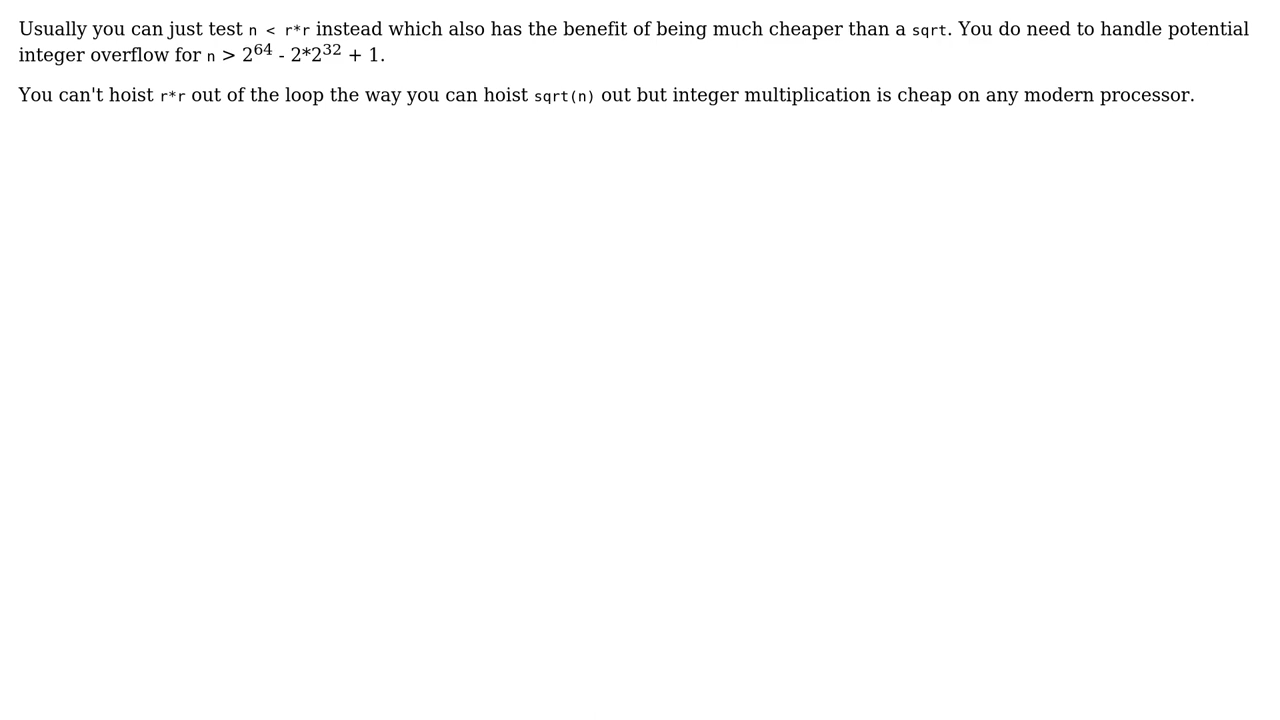 Usually you can just test n < r*r instead which also has the benefit of being much cheaper than a sqrt. You do need to handle potential
integer overflow for n > 2^64 - 2*2^32 + 1.
You can't hoist r*r out of the loop the way you can hoist sqrt(n) out but integer multiplication is cheap on any modern processor.